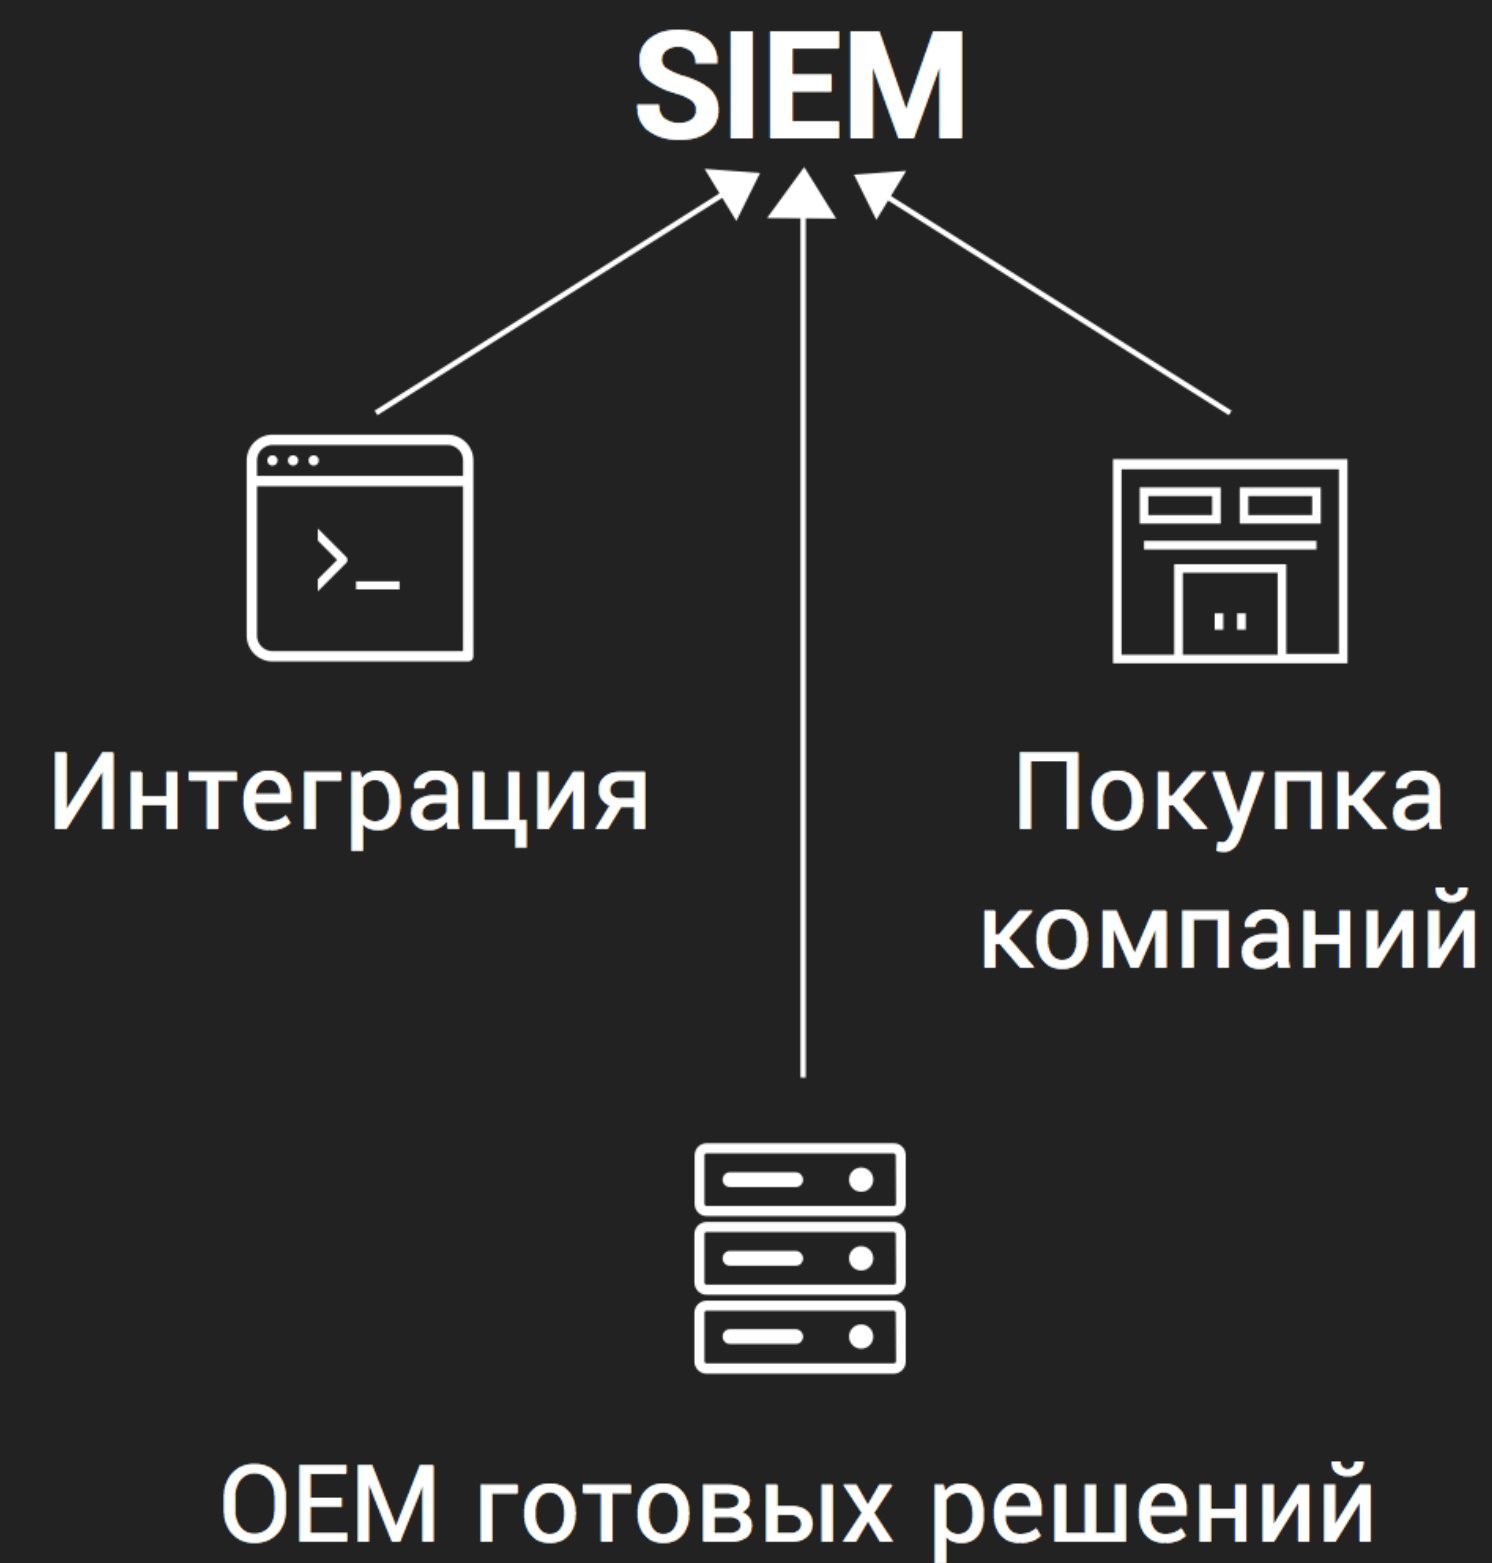 SIEM
Интеграция
Покупка
компаний
OEM готовых решений